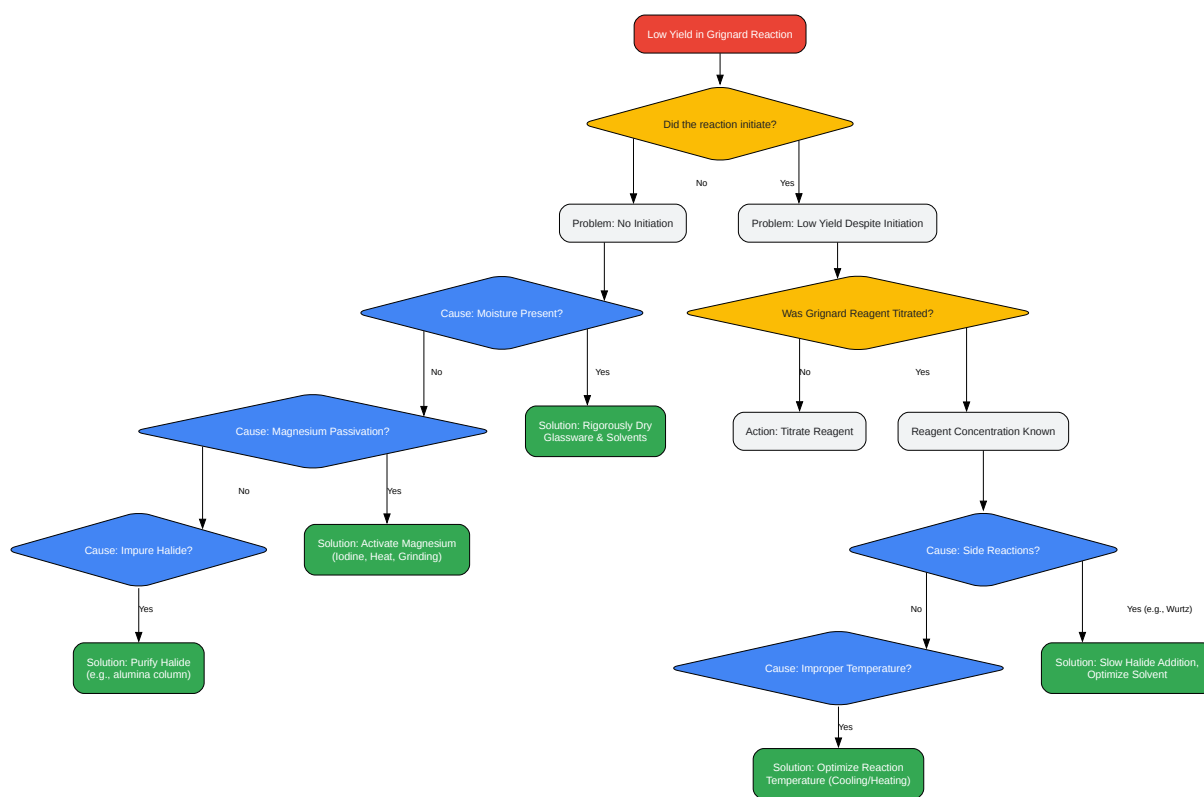 Low Yield in Grignard Reaction
Did the reaction initiate?
No
Yes
Problem: No Initiation
Problem: Low Yield Despite Initiation
Cause: Moisture Present?
Was Grignard Reagent Titrated?
No
Yes
No
Yes
Cause: Magnesium Passivation?
Solution: Rigorously Dry
Glassware & Solvents
Action: Titrate Reagent
Reagent Concentration Known
No
Yes
Cause: Impure Halide?
Solution: Activate Magnesium
(Iodine, Heat, Grinding)
Cause: Side Reactions?
Yes
No
Yes (e.g., Wurtz)
Solution: Purify Halide
(e.g., alumina column)
Cause: Improper Temperature?
Solution: Slow Halide Addition,
Optimize Solvent
Yes
Solution: Optimize Reaction
Temperature (Cooling/Heating)